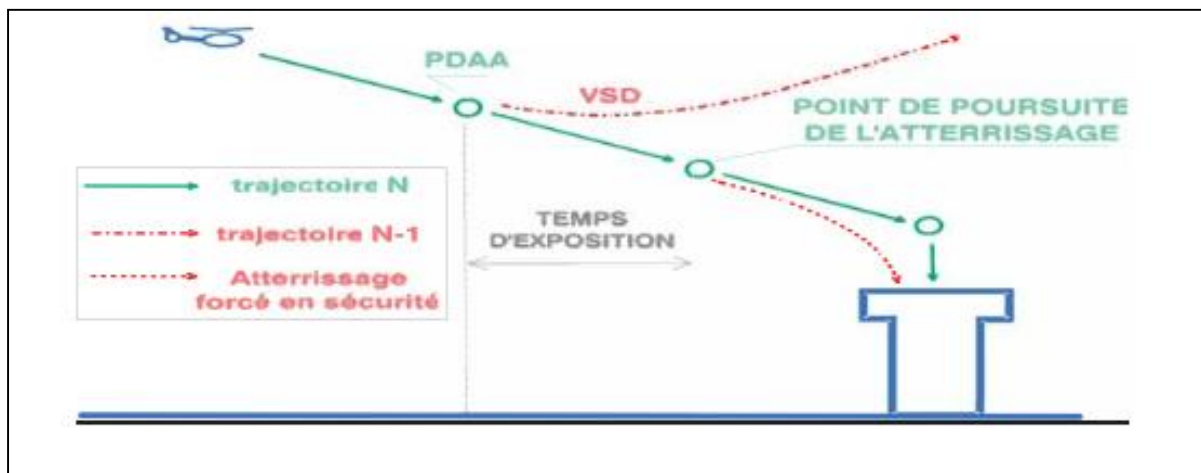 PDAA
VSD
POINT DE POURSUITE
DE L'ATTERRISSAGE
trajectoire N
trajectoire N-1
Atterrissage
forcé en sécurité
TEMPS
D'EXPOSITION